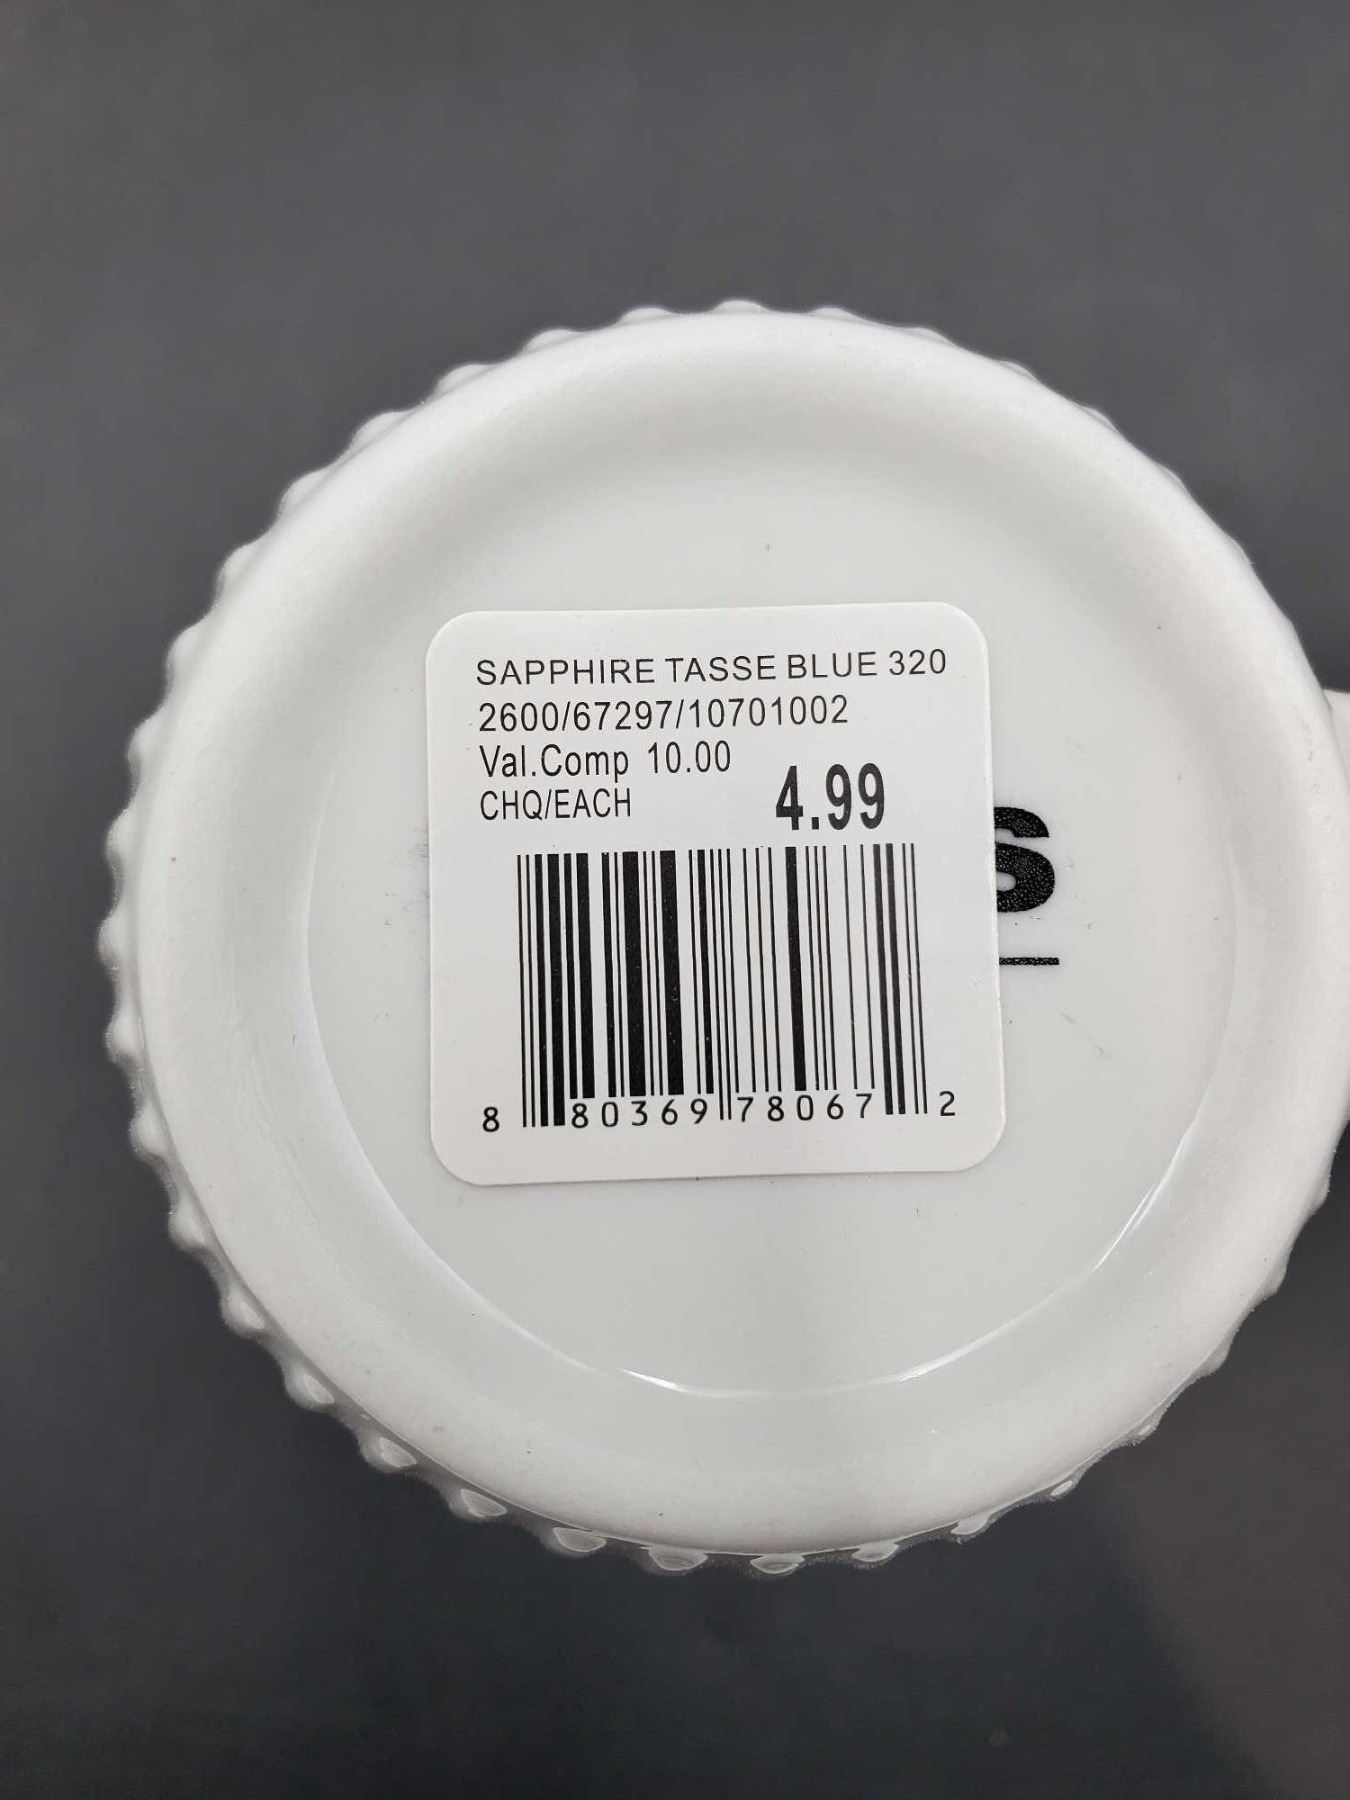 SAPPHIRE TASSE BLUE 320
2600/67297/10701002
Val.Comp 10.00
CHQ/EACH 4.99
S
8 80369 78067 2